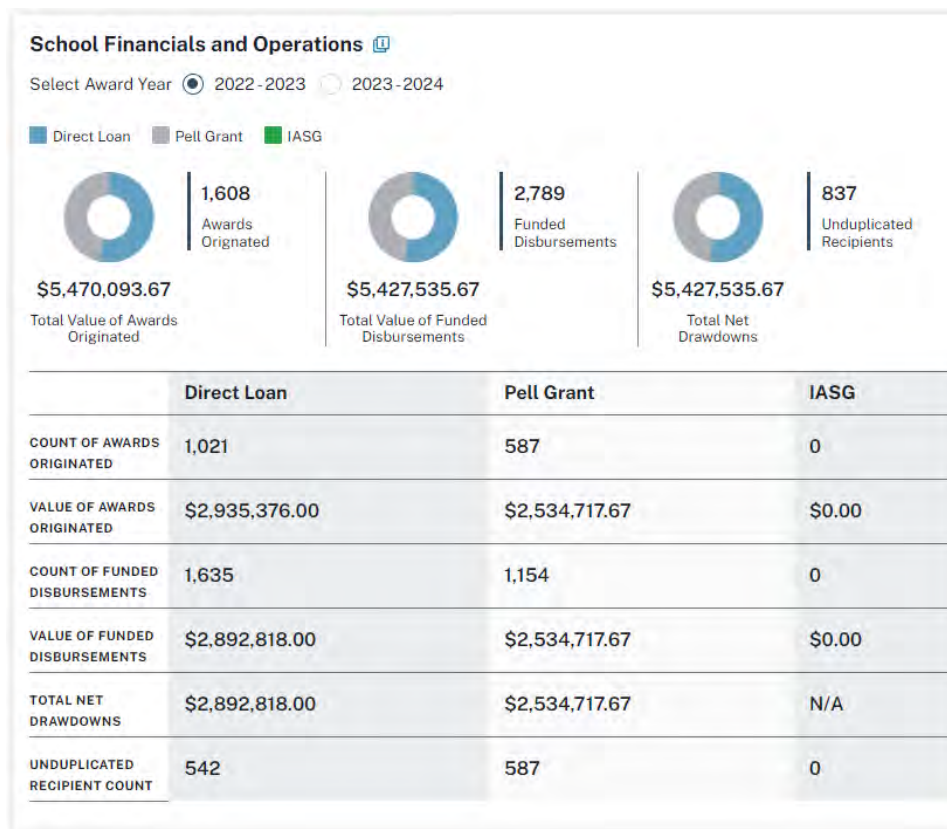 School Financials and Operations
Select Award Year 2022-2023 2023-2024
Direct Loan Pell Grant IASG
1,608
Awards
Orignated
$5,470,093.67
Total Value of Awards
Originated
2,789
Funded
Disbursements
$5,427,535.67
Total Value of Funded
Disbursements
837
Unduplicated
Recipients
$5,427,535.67
Total Net
Drawdowns
Direct Loan Pell Grant IASG
COUNT OF AWARDS
ORIGINATED
1,021 587 0
VALUE OF AWARDS
ORIGINATED
$2,935,376.00 $2,534,717.67 $0.00
COUNT OF FUNDED
DISBURSEMENTS
1,635 1,154 0
VALUE OF FUNDED
DISBURSEMENTS
$2,892,818.00 $2,534,717.67 $0.00
TOTAL NET
DRAWDOWNS
$2,892,818.00 $2,534,717.67 N/A
UNDUPLICATED
RECIPIENT COUNT
542 587 0